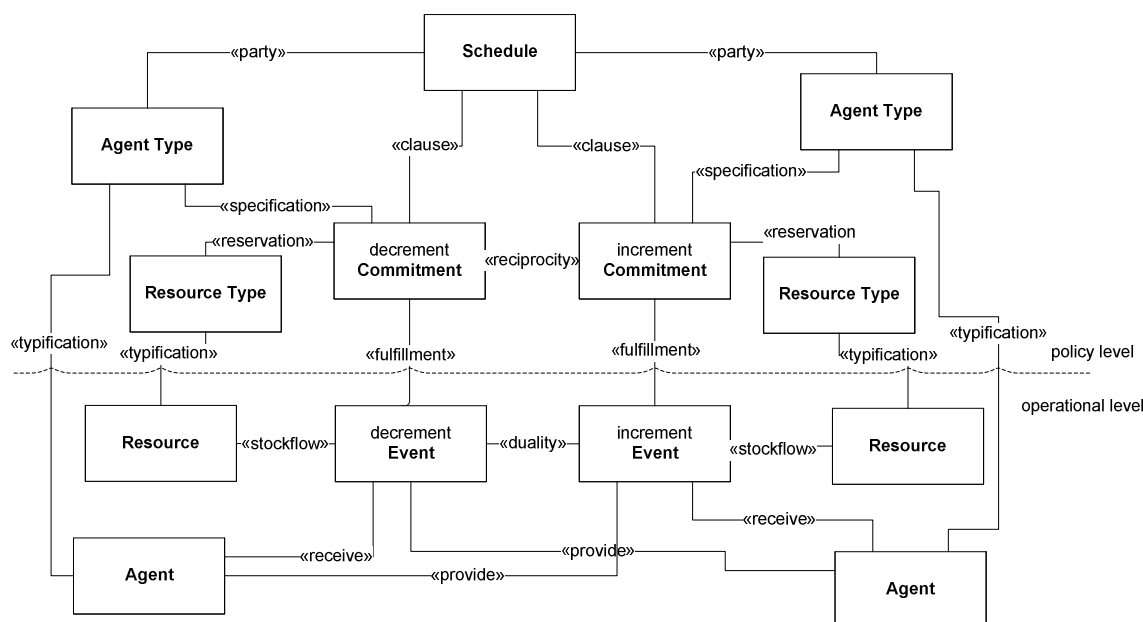 Schedule
«party»
«party»
Agent Type
Agent Type
«clause»
«clause»
«specification»
«specification»
«reservation»
decrement
Commitment
«reciprocity»
increment
Commitment
«reservation
Resource Type
Resource Type
«typification»
«typification»
«fulfillment»
«fulfillment»
«typification»
«typification»
policy level
operational level
Resource
«stockflow»
decrement
Event
«duality»
increment
Event
«stockflow»
Resource
«receive»
«receive»
«provide»
«provide»
Agent
Agent